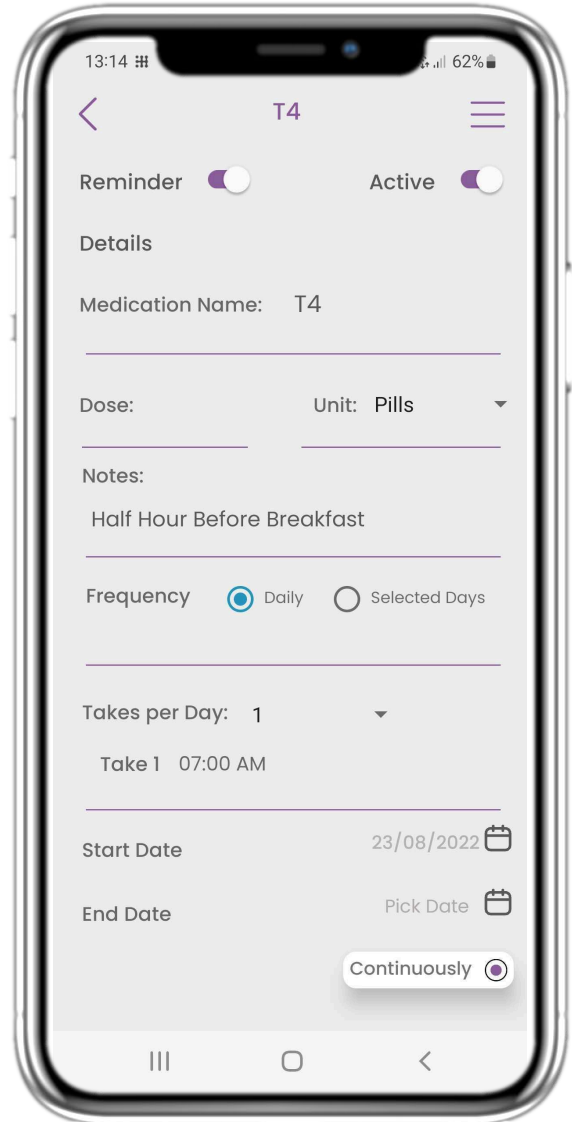 13:14 62%
T4
Reminder Active
Details
Medication Name: T4
Dose: Unit: Pills
Notes:
Half Hour Before Breakfast
Frequency Daily Selected Days
Takes per Day: 1
Take 1 07:00 AM
Start Date 23/08/2022
End Date Pick Date
Continuously